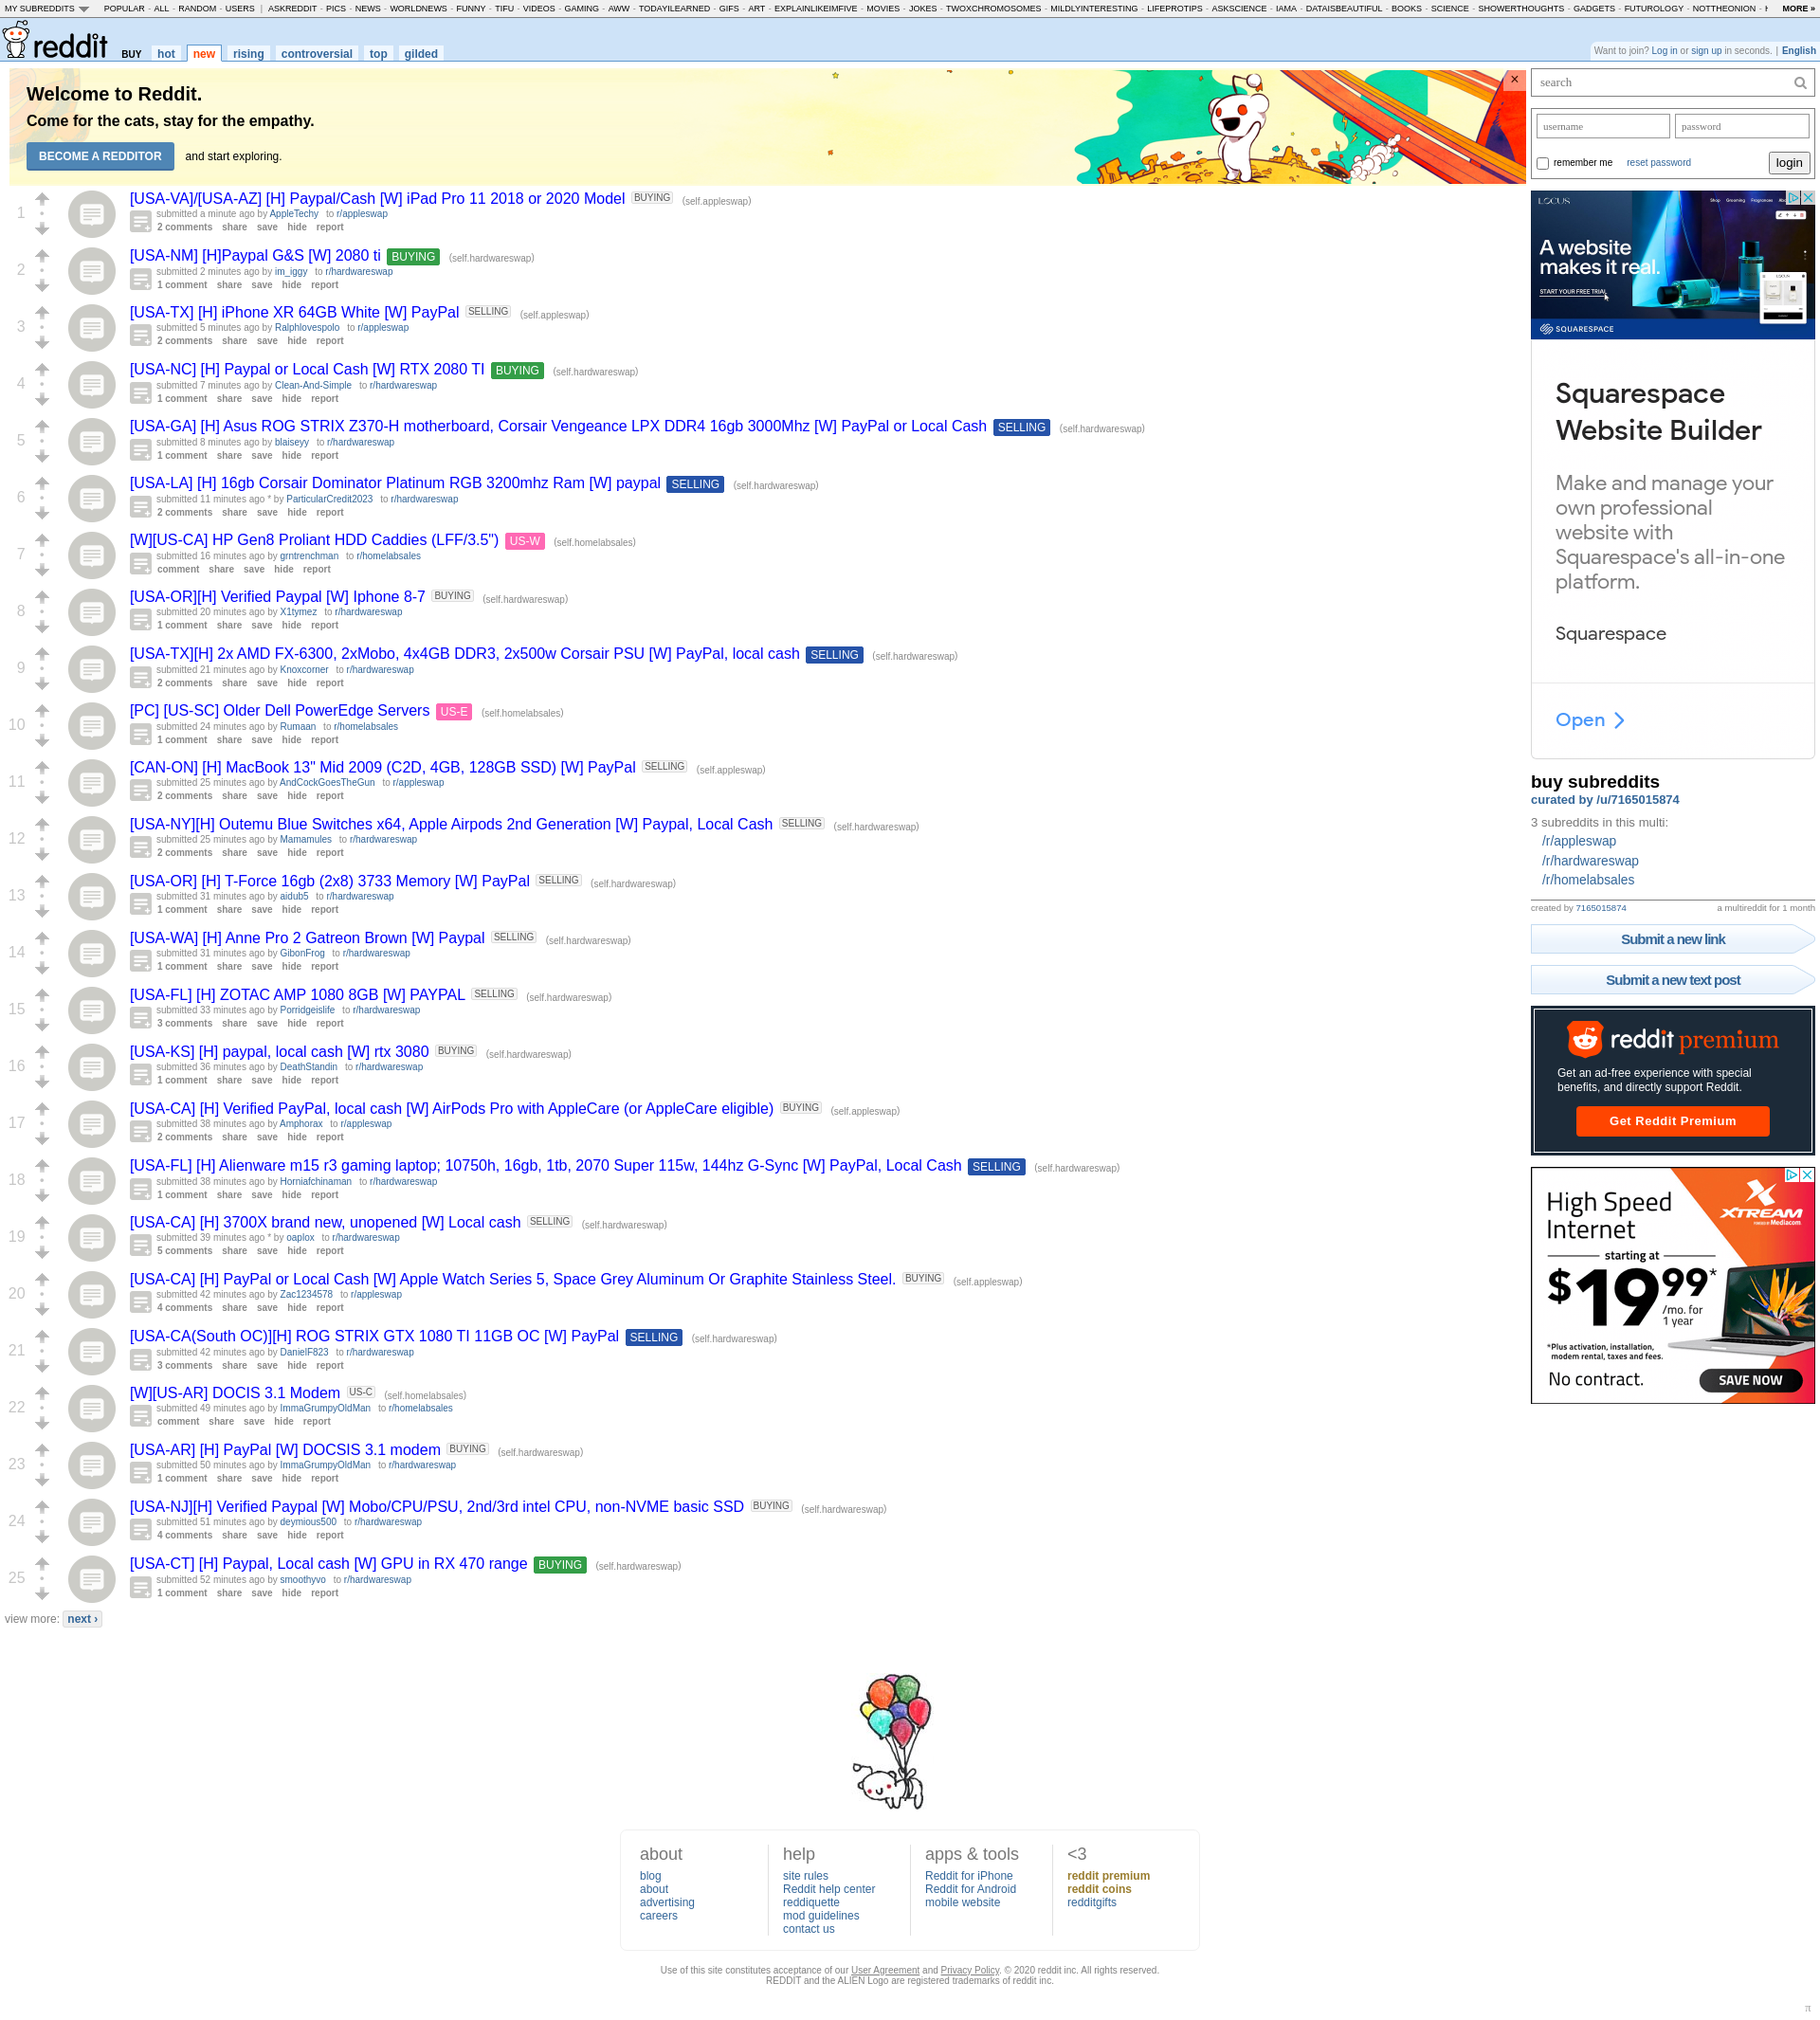 MY SUBREDDITS POPULAR - ALL - RANDOM - USERS | ASKREDDIT - PICS - NEWS - WORLDNEWS - FUNNY - TIFU - VIDEOS - GAMING - AWW - TODAYILEARNED - GIFS - ART - EXPLAINLIKEIMFIVE - MOVIES - JOKES - TWOXCHROMOSOMES - MILDLYINTERESTING - LIFEPROTIPS - ASKSCIENCE - IAMA - DATAISBEAUTIFUL - BOOKS - SCIENCE - SHOWERTHOUGHTS - GADGETS - FUTUROLOGY - NOTTHEONION - MORE »
reddit BUY hot new rising controversial top gilded
Want to join? Log in or sign up in seconds. | English
Welcome to Reddit.
Come for the cats, stay for the empathy.
BECOME A REDDITOR and start exploring.
×
1
[USA-VA]/[USA-AZ] [H] Paypal/Cash [W] iPad Pro 11 2018 or 2020 Model BUYING (self.appleswap)
submitted a minute ago by AppleTechy to r/appleswap
2 comments share save hide report
2
[USA-NM] [H]Paypal G&S [W] 2080 ti BUYING (self.hardwareswap)
submitted 2 minutes ago by im_iggy to r/hardwareswap
1 comment share save hide report
3
[USA-TX] [H] iPhone XR 64GB White [W] PayPal SELLING (self.appleswap)
submitted 5 minutes ago by Ralphlovespolo to r/appleswap
2 comments share save hide report
4
[USA-NC] [H] Paypal or Local Cash [W] RTX 2080 TI BUYING (self.hardwareswap)
submitted 7 minutes ago by Clean-And-Simple to r/hardwareswap
1 comment share save hide report
5
[USA-GA] [H] Asus ROG STRIX Z370-H motherboard, Corsair Vengeance LPX DDR4 16gb 3000Mhz [W] PayPal or Local Cash SELLING (self.hardwareswap)
submitted 8 minutes ago by blaiseyy to r/hardwareswap
1 comment share save hide report
6
[USA-LA] [H] 16gb Corsair Dominator Platinum RGB 3200mhz Ram [W] paypal SELLING (self.hardwareswap)
submitted 11 minutes ago * by ParticularCredit2023 to r/hardwareswap
2 comments share save hide report
7
[W][US-CA] HP Gen8 Proliant HDD Caddies (LFF/3.5") US-W (self.homelabsales)
submitted 16 minutes ago by grntrenchman to r/homelabsales
comment share save hide report
8
[USA-OR][H] Verified Paypal [W] Iphone 8-7 BUYING (self.hardwareswap)
submitted 20 minutes ago by X1tymez to r/hardwareswap
1 comment share save hide report
9
[USA-TX][H] 2x AMD FX-6300, 2xMobo, 4x4GB DDR3, 2x500w Corsair PSU [W] PayPal, local cash SELLING (self.hardwareswap)
submitted 21 minutes ago by Knoxcorner to r/hardwareswap
2 comments share save hide report
10
[PC] [US-SC] Older Dell PowerEdge Servers US-E (self.homelabsales)
submitted 24 minutes ago by Rumaan to r/homelabsales
1 comment share save hide report
11
[CAN-ON] [H] MacBook 13" Mid 2009 (C2D, 4GB, 128GB SSD) [W] PayPal SELLING (self.appleswap)
submitted 25 minutes ago by AndCockGoesTheGun to r/appleswap
2 comments share save hide report
12
[USA-NY][H] Outemu Blue Switches x64, Apple Airpods 2nd Generation [W] Paypal, Local Cash SELLING (self.hardwareswap)
submitted 25 minutes ago by Mamamules to r/hardwareswap
2 comments share save hide report
13
[USA-OR] [H] T-Force 16gb (2x8) 3733 Memory [W] PayPal SELLING (self.hardwareswap)
submitted 31 minutes ago by aidub5 to r/hardwareswap
1 comment share save hide report
14
[USA-WA] [H] Anne Pro 2 Gatreon Brown [W] Paypal SELLING (self.hardwareswap)
submitted 31 minutes ago by GibonFrog to r/hardwareswap
1 comment share save hide report
15
[USA-FL] [H] ZOTAC AMP 1080 8GB [W] PAYPAL SELLING (self.hardwareswap)
submitted 33 minutes ago by Porridgeislife to r/hardwareswap
3 comments share save hide report
16
[USA-KS] [H] paypal, local cash [W] rtx 3080 BUYING (self.hardwareswap)
submitted 36 minutes ago by DeathStandin to r/hardwareswap
1 comment share save hide report
17
[USA-CA] [H] Verified PayPal, local cash [W] AirPods Pro with AppleCare (or AppleCare eligible) BUYING (self.appleswap)
submitted 38 minutes ago by Amphorax to r/appleswap
2 comments share save hide report
18
[USA-FL] [H] Alienware m15 r3 gaming laptop; 10750h, 16gb, 1tb, 2070 Super 115w, 144hz G-Sync [W] PayPal, Local Cash SELLING (self.hardwareswap)
submitted 38 minutes ago by Horniafchinaman to r/hardwareswap
1 comment share save hide report
19
[USA-CA] [H] 3700X brand new, unopened [W] Local cash SELLING (self.hardwareswap)
submitted 39 minutes ago * by oaplox to r/hardwareswap
5 comments share save hide report
20
[USA-CA] [H] PayPal or Local Cash [W] Apple Watch Series 5, Space Grey Aluminum Or Graphite Stainless Steel. BUYING (self.appleswap)
submitted 42 minutes ago by Zac1234578 to r/appleswap
4 comments share save hide report
21
[USA-CA(South OC)][H] ROG STRIX GTX 1080 TI 11GB OC [W] PayPal SELLING (self.hardwareswap)
submitted 42 minutes ago by DanielF823 to r/hardwareswap
3 comments share save hide report
22
[W][US-AR] DOCIS 3.1 Modem US-C (self.homelabsales)
submitted 49 minutes ago by ImmaGrumpyOldMan to r/homelabsales
comment share save hide report
23
[USA-AR] [H] PayPal [W] DOCSIS 3.1 modem BUYING (self.hardwareswap)
submitted 50 minutes ago by ImmaGrumpyOldMan to r/hardwareswap
1 comment share save hide report
24
[USA-NJ][H] Verified Paypal [W] Mobo/CPU/PSU, 2nd/3rd intel CPU, non-NVME basic SSD BUYING (self.hardwareswap)
submitted 51 minutes ago by deymious500 to r/hardwareswap
4 comments share save hide report
25
[USA-CT] [H] Paypal, Local cash [W] GPU in RX 470 range BUYING (self.hardwareswap)
submitted 52 minutes ago by smoothyvo to r/hardwareswap
1 comment share save hide report
view more: next ›
search
username password
remember me reset password login
LOCUS
A website
makes it real.
START YOUR FREE TRIAL
SQUARESPACE
Squarespace
Website Builder
Make and manage your
own professional
website with
Squarespace's all-in-one
platform.
Squarespace
Open
buy subreddits
curated by /u/7165015874
3 subreddits in this multi:
/r/appleswap
/r/hardwareswap
/r/homelabsales
created by 7165015874 a multireddit for 1 month
Submit a new link
Submit a new text post
reddit premium
Get an ad-free experience with special
benefits, and directly support Reddit.
Get Reddit Premium
High Speed
Internet
XTREAM
POWERED BY Mediacom
starting at
$19.99*
/mo. for
1 year
*Plus activation, installation,
modem rental, taxes and fees.
No contract. SAVE NOW
about
blog
about
advertising
careers
help
site rules
Reddit help center
reddiquette
mod guidelines
contact us
apps & tools
Reddit for iPhone
Reddit for Android
mobile website
<3
reddit premium
reddit coins
redditgifts
Use of this site constitutes acceptance of our User Agreement and Privacy Policy. © 2020 reddit inc. All rights reserved.
REDDIT and the ALIEN Logo are registered trademarks of reddit inc.
π